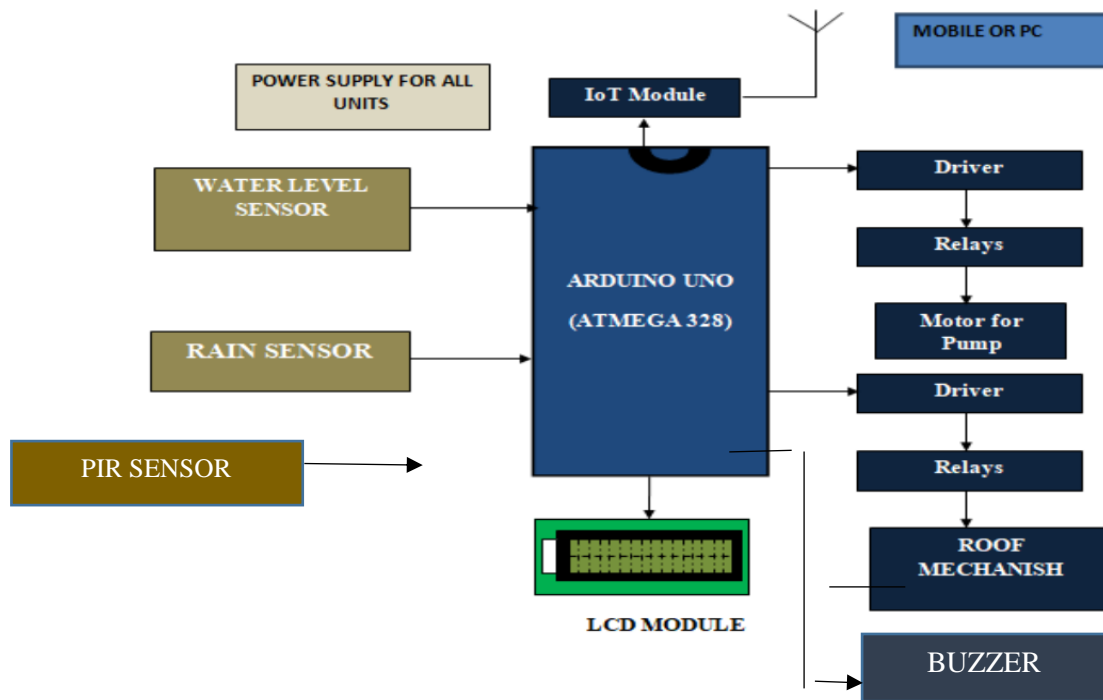 MOBILE OR PC
POWER SUPPLY FOR ALL
UNITS
IoT Module
WATER LEVEL
SENSOR
Driver
Relays
ARDUINO UNO
(ATMEGA 328)
Motor for
Pump
RAIN SENSOR
Driver
PIR SENSOR
Relays
ROOF
MECHANISH
LCD MODULE
BUZZER